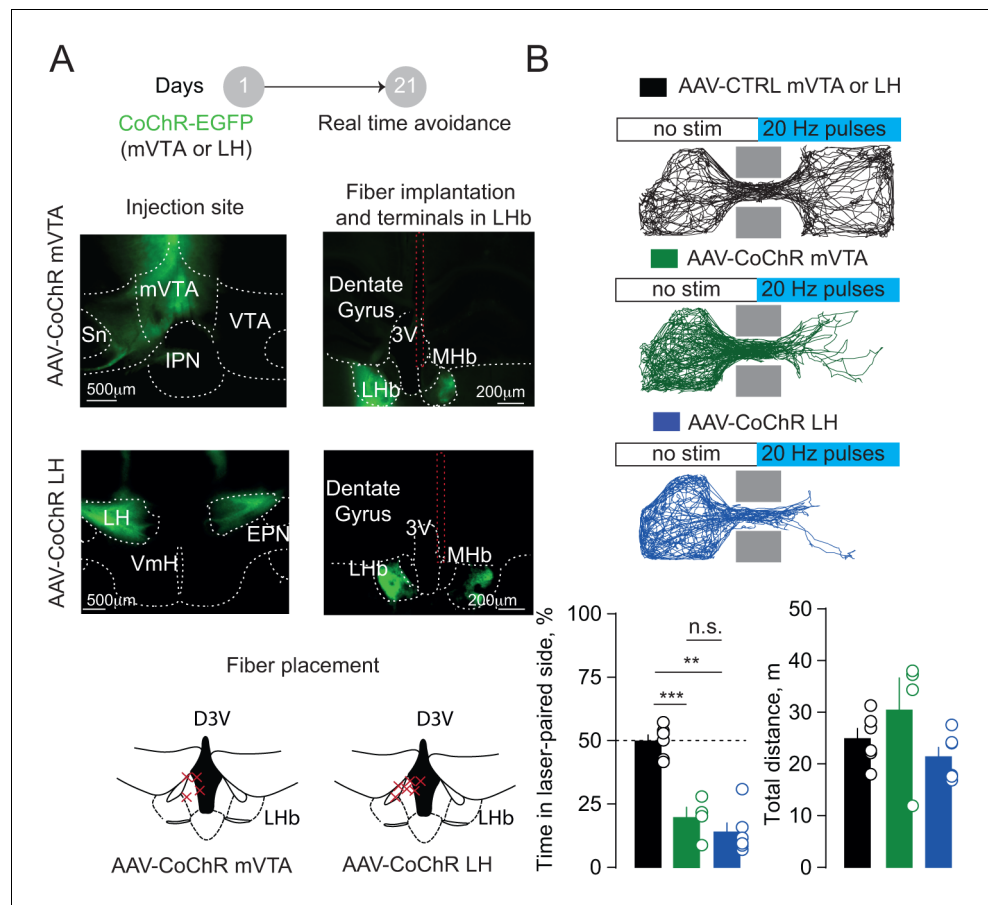 A
Days
1
21
CoChR-EGFP
(mVTA or LH)
Real time avoidance
Injection site
Fiber implantation
and terminals in LHb
AAV-CoChR mVTA
mVTA
VTA
Sn
IPN
500μm
Dentate
Gyrus
3V
MHb
LHb
200μm
AAV-CoChR LH
LH
EPN
VmH
500μm
Dentate
Gyrus
3V
MHb
LHb
200μm
Fiber placement
D3V
LHb
AAV-CoChR mVTA
D3V
LHb
AAV-CoChR LH
B
AAV-CTRL mVTA or LH
no stim
20 Hz pulses
AAV-CoChR mVTA
no stim
20 Hz pulses
AAV-CoChR LH
no stim
20 Hz pulses
Time in laser-paired side, %
100
75
50
25
0
n.s.
**
***
Total distance, m
50
40
30
20
10
0